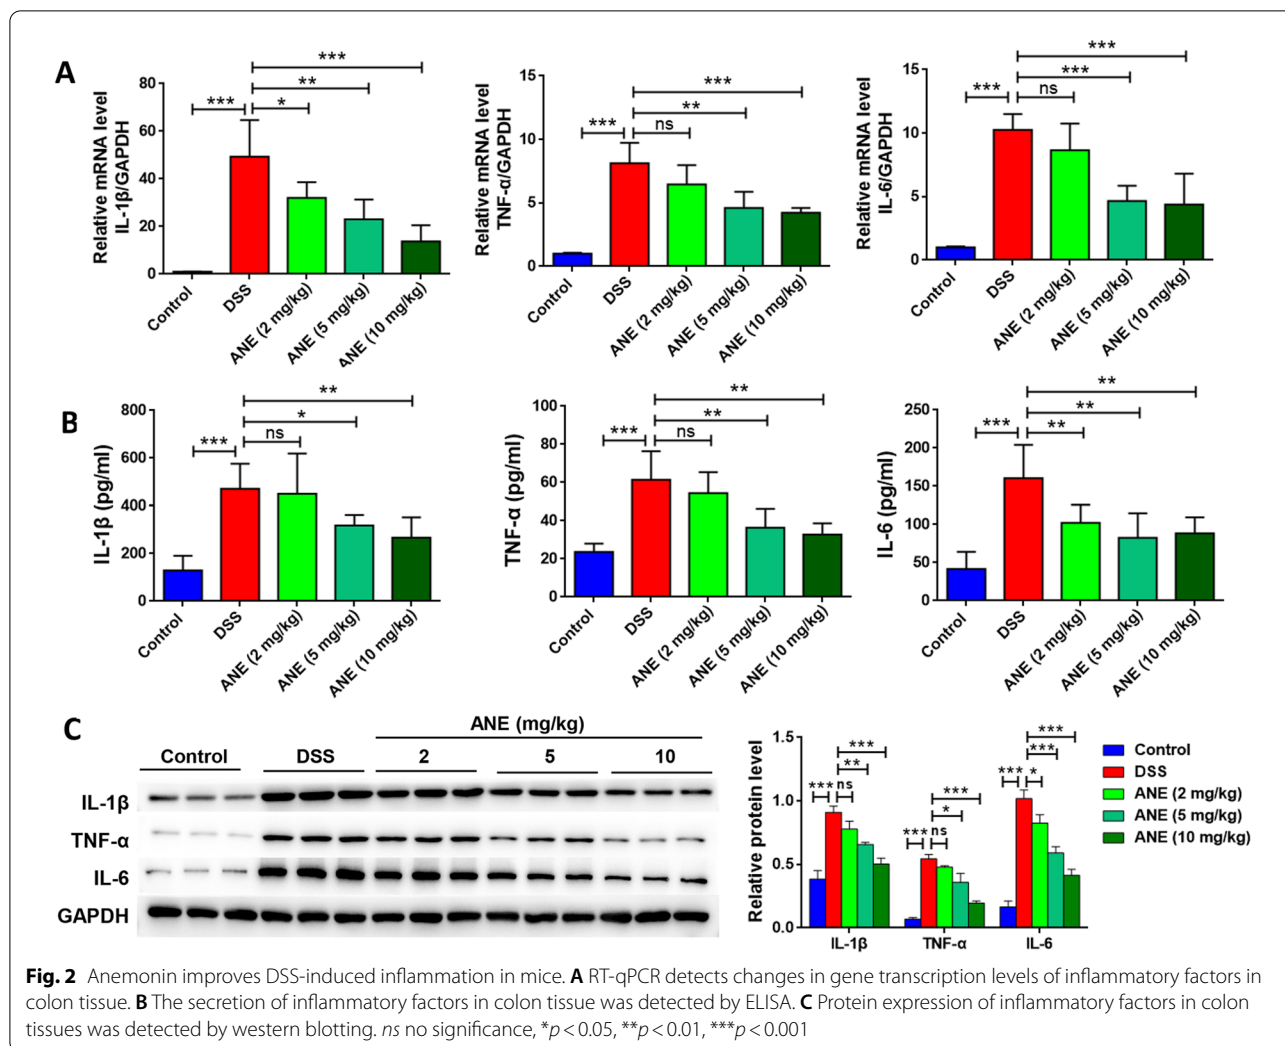 A
Relative mRNA level
IL-1β/GAPDH
80
60
40
20
0
***
*
**
***
Control
DSS
ANE (2 mg/kg)
ANE (5 mg/kg)
ANE (10 mg/kg)
Relative mRNA level
TNF-α/GAPDH
15
10
5
0
***
ns
**
***
Control
DSS
ANE (2 mg/kg)
ANE (5 mg/kg)
ANE (10 mg/kg)
Relative mRNA level
IL-6/GAPDH
15
10
5
0
***
ns
***
***
Control
DSS
ANE (2 mg/kg)
ANE (5 mg/kg)
ANE (10 mg/kg)
B
IL-1β (pg/ml)
800
600
400
200
0
***
ns
*
**
Control
DSS
ANE (2 mg/kg)
ANE (5 mg/kg)
ANE (10 mg/kg)
TNF-α (pg/ml)
100
80
60
40
20
0
***
ns
**
**
Control
DSS
ANE (2 mg/kg)
ANE (5 mg/kg)
ANE (10 mg/kg)
IL-6 (pg/ml)
250
200
150
100
50
0
***
**
**
**
Control
DSS
ANE (2 mg/kg)
ANE (5 mg/kg)
ANE (10 mg/kg)
C
ANE (mg/kg)
Control DSS 2 5 10
IL-1β
TNF-α
IL-6
GAPDH
Relative protein level
1.5
1.0
0.5
0.0
*** ns ** ***
*** ns * ***
*** * *** ***
IL-1β TNF-α IL-6
Control
DSS
ANE (2 mg/kg)
ANE (5 mg/kg)
ANE (10 mg/kg)
Fig. 2 Anemonin improves DSS-induced inflammation in mice. A RT-qPCR detects changes in gene transcription levels of inflammatory factors in
colon tissue. B The secretion of inflammatory factors in colon tissue was detected by ELISA. C Protein expression of inflammatory factors in colon
tissues was detected by western blotting. ns no significance, *p < 0.05, **p < 0.01, ***p < 0.001